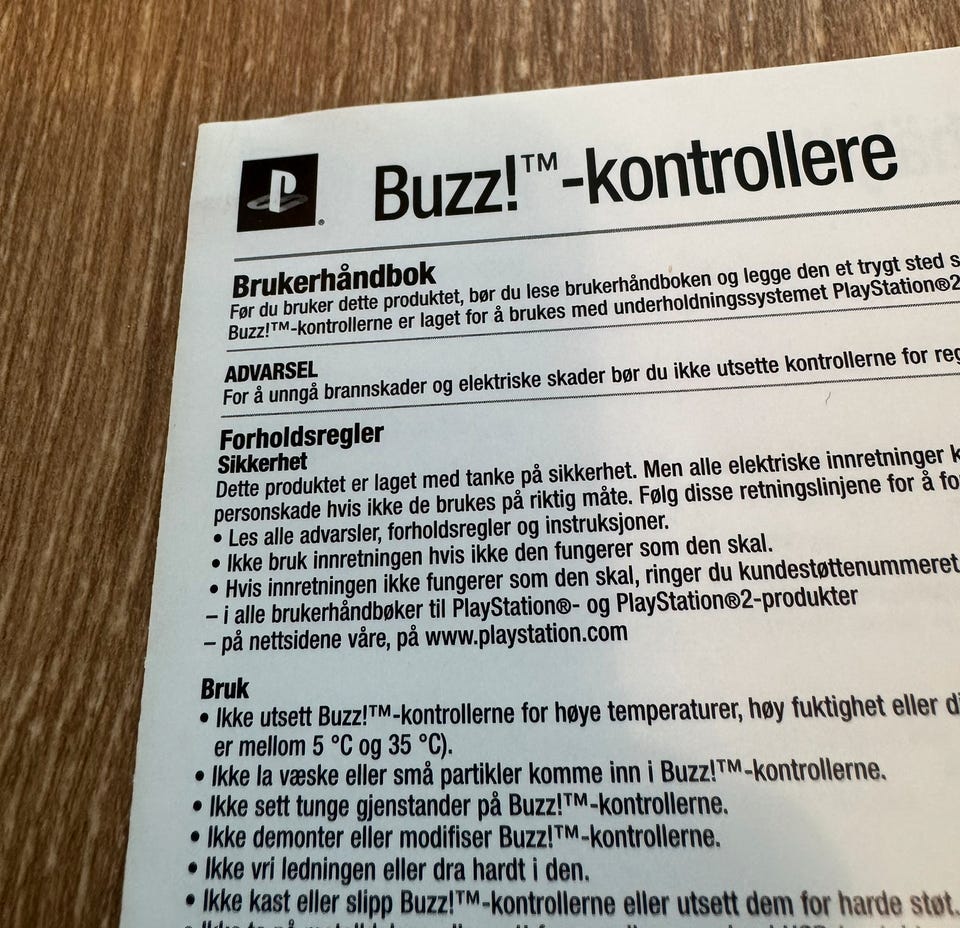 Buzz!™-kontrollere
Brukerhåndbok
Før du bruker dette produktet, bør du lese brukerhåndboken og legge den et trygt sted
Buzz!™-kontrollerne er laget for å brukes med underholdningssystemet PlayStation®2
ADVARSEL
For å unngå brannskader og elektriske skader bør du ikke utsette kontrollerne for
Forholdsregler
Sikkerhet
Dette produktet er laget med tanke på sikkerhet. Men alle elektriske innretninger
personskade hvis ikke de brukes på riktig måte. Følg disse retningslinjene for å
• Les alle advarsler, forholdsregler og instruksjoner.
• Ikke bruk innretningen hvis ikke den fungerer som den skal.
• Hvis innretningen ikke fungerer som den skal, ringer du kundestøttenummeret
– i alle brukerhåndbøker til PlayStation®- og PlayStation®2-produkter
– på nettsidene våre, på www.playstation.com
Bruk
• Ikke utsett Buzz!™-kontrollerne for høye temperaturer, høy fuktighet eller
er mellom 5 °C og 35 °C).
• Ikke la væske eller små partikler komme inn i Buzz!™-kontrollerne.
• Ikke sett tunge gjenstander på Buzz!™-kontrollerne.
• Ikke demonter eller modifiser Buzz!™-kontrollerne.
• Ikke vri ledningen eller dra hardt i den.
• Ikke kast eller slipp Buzz!™-kontrollerne eller utsett dem for harde støt.